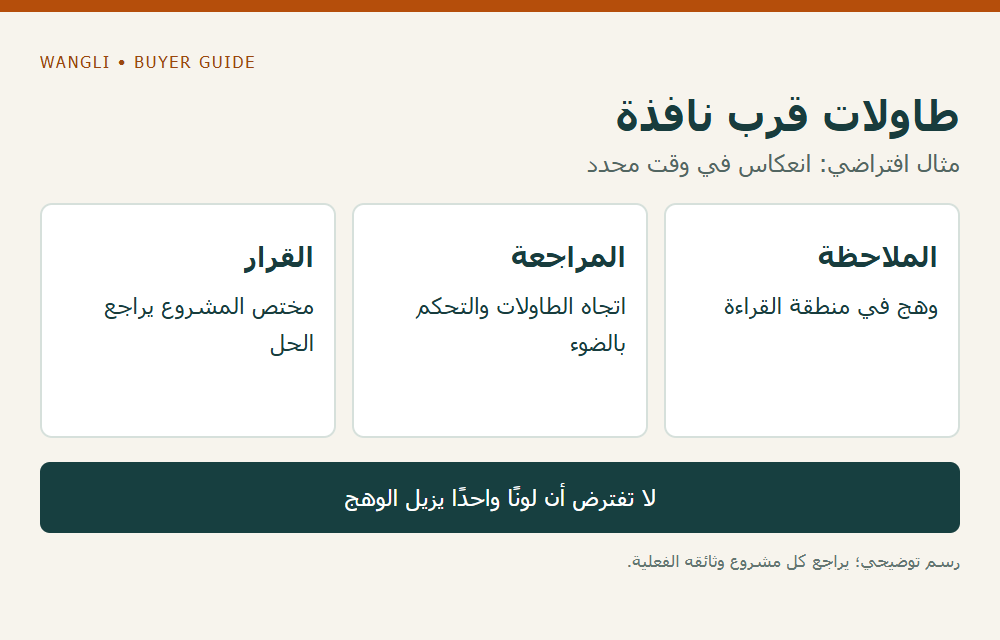 WANGLI • BUYER GUIDE
طاولات قرب نافذة
مثال افتراضي: انعكاس في وقت محدد
الملاحظة
وهج في منطقة القراءة
المراجعة
اتجاه الطاولات والتحكم
بالضوء
القرار
مختص المشروع يراجع
الحل
لا تفترض أن لونًا واحدًا يزيل الوهج
رسم توضيحي؛ يراجع كل مشروع وثائقه الفعلية.